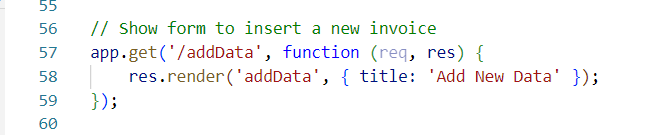 55
56 // Show form to insert a new invoice
57 app.get('/addData', function (req, res) {
58 res.render('addData', { title: 'Add New Data' });
59 });
60